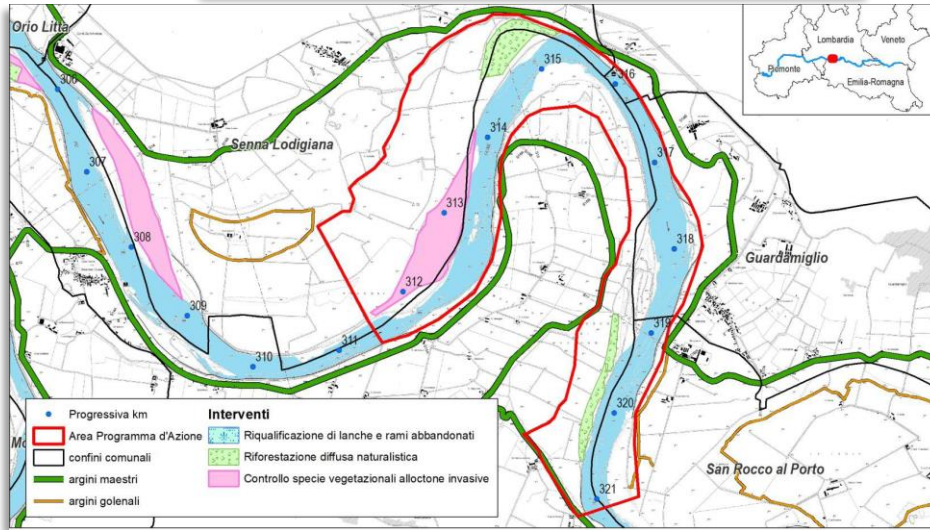 Orio Litta
Senna Lodigiana
Guardamiglio
San Rocco al Porto
306
307
308
309
310
311
312
313
314
315
316
317
318
319
320
321
Lombardia
Veneto
Piemonte
Emilia-Romagna
Progressiva km
Area Programma d'Azione
confini comunali
argini maestri
argini golenali
Interventi
Riqualificazione di lanche e rami abbandonati
Riforestazione diffusa naturalistica
Controllo specie vegetazionali alloctone invasive